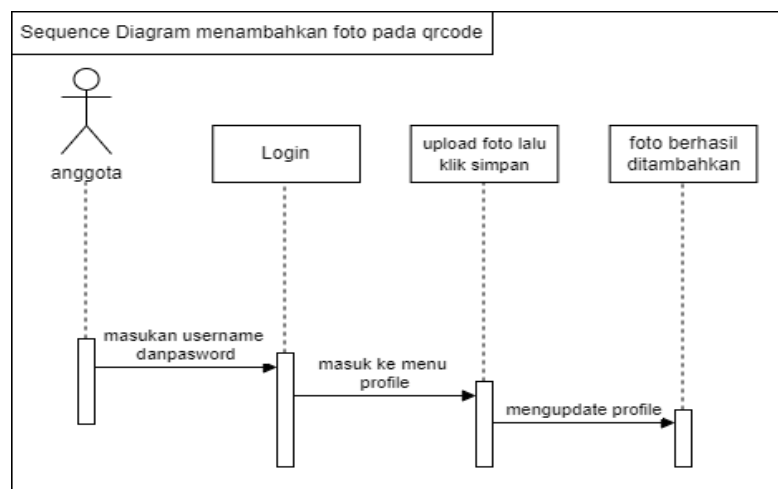 Sequence Diagram menambahkan foto pada qrcode
anggota
Login
upload foto lalu
klik simpan
foto berhasil
ditambahkan
masukan username
danpasword
masuk ke menu
profile
mengupdate profile